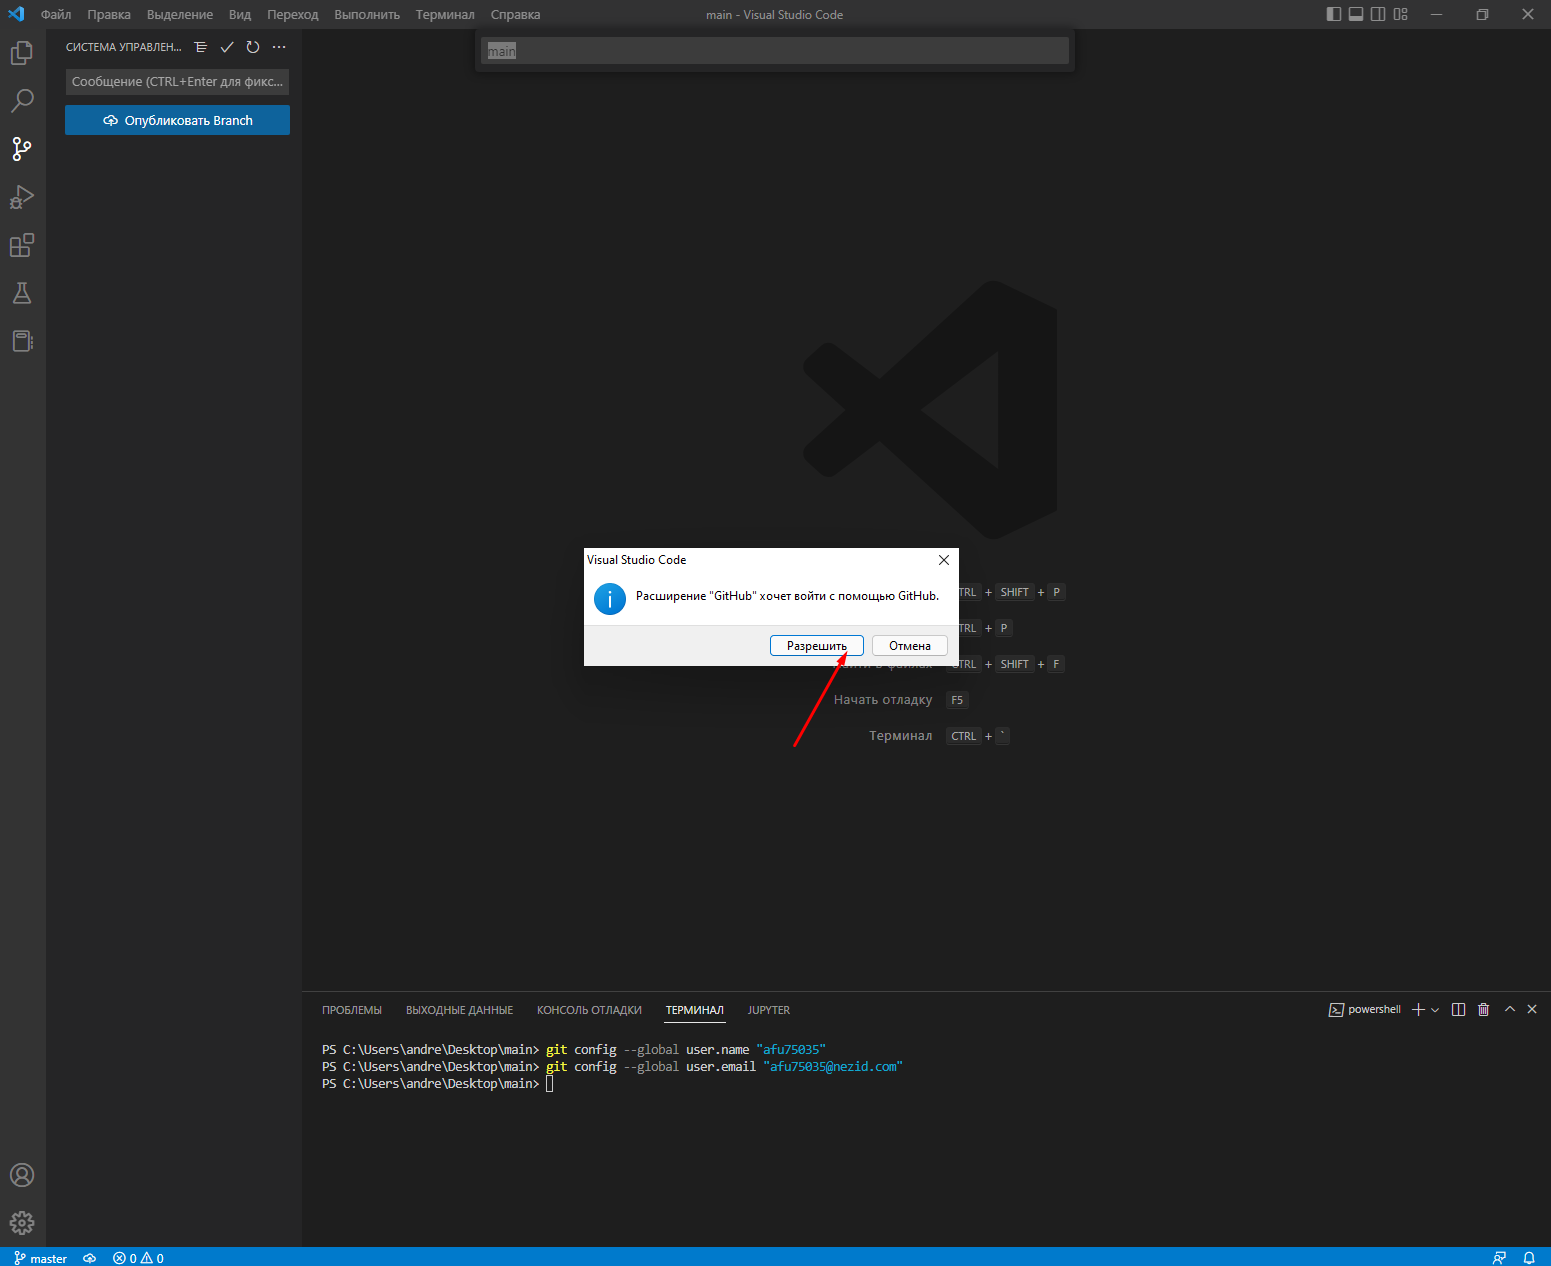 Файл Правка Выделение Вид Переход Выполнить Терминал Справка
main - Visual Studio Code
СИСТЕМА УПРАВЛЕН...
main
Сообщение (CTRL+Enter для фикс...
Опубликовать Branch
Visual Studio Code
Расширение "GitHub" хочет войти с помощью GitHub.
Разрешить Отмена
TRL + SHIFT + P
TRL + P
Найти в файлах CTRL + SHIFT + F
Начать отладку F5
Терминал CTRL + `
ПРОБЛЕМЫ ВЫХОДНЫЕ ДАННЫЕ КОНСОЛЬ ОТЛАДКИ ТЕРМИНАЛ JUPYTER
powershell
PS C:\Users\andre\Desktop\main> git config --global user.name "afu75035"
PS C:\Users\andre\Desktop\main> git config --global user.email "afu75035@nezid.com"
PS C:\Users\andre\Desktop\main>
master 0 0